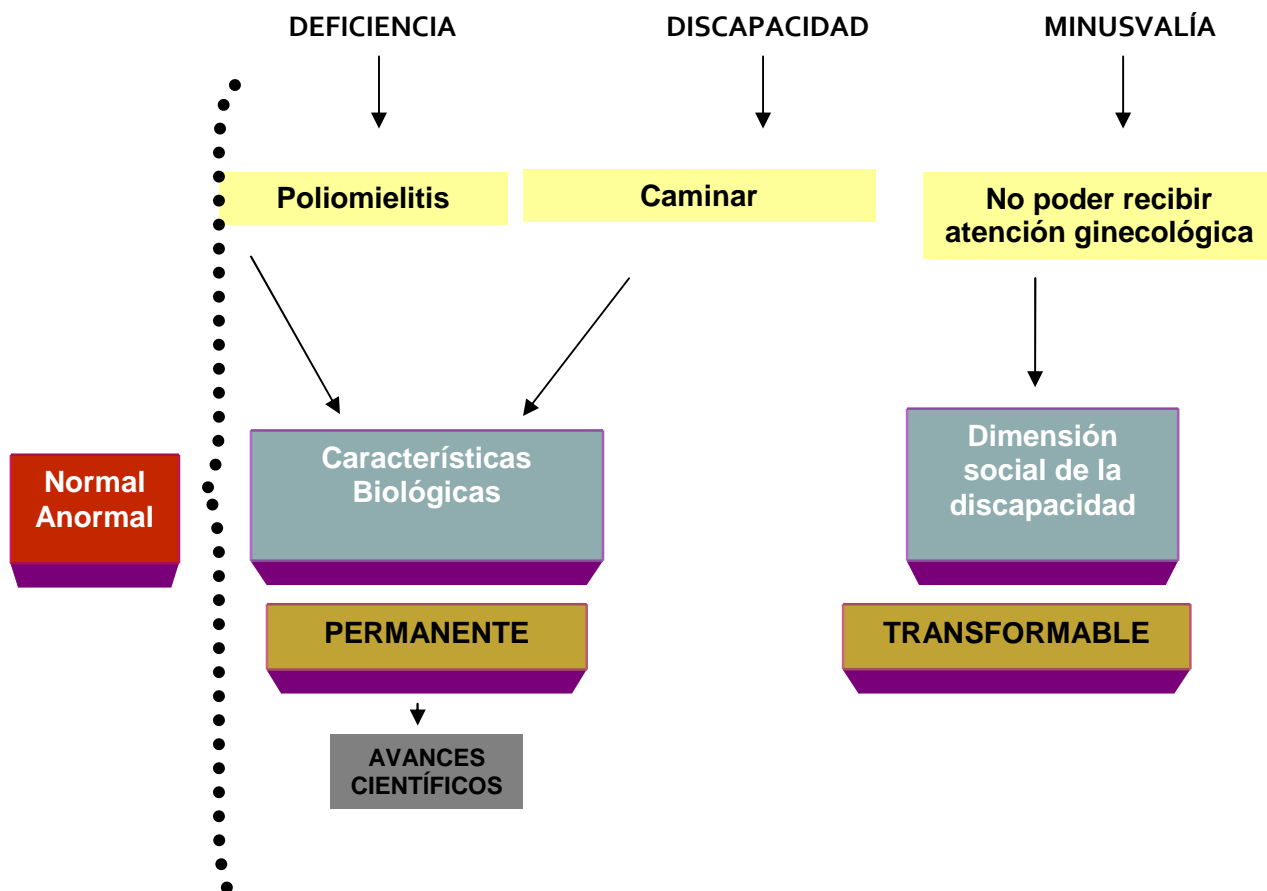 DEFICIENCIA
DISCAPACIDAD
MINUSVALÍA
Poliomielitis
Caminar
No poder recibir
atención ginecológica
Normal
Anormal
Características
Biológicas
Dimensión
social de la
discapacidad
PERMANENTE
TRANSFORMABLE
AVANCES
CIENTÍFICOS